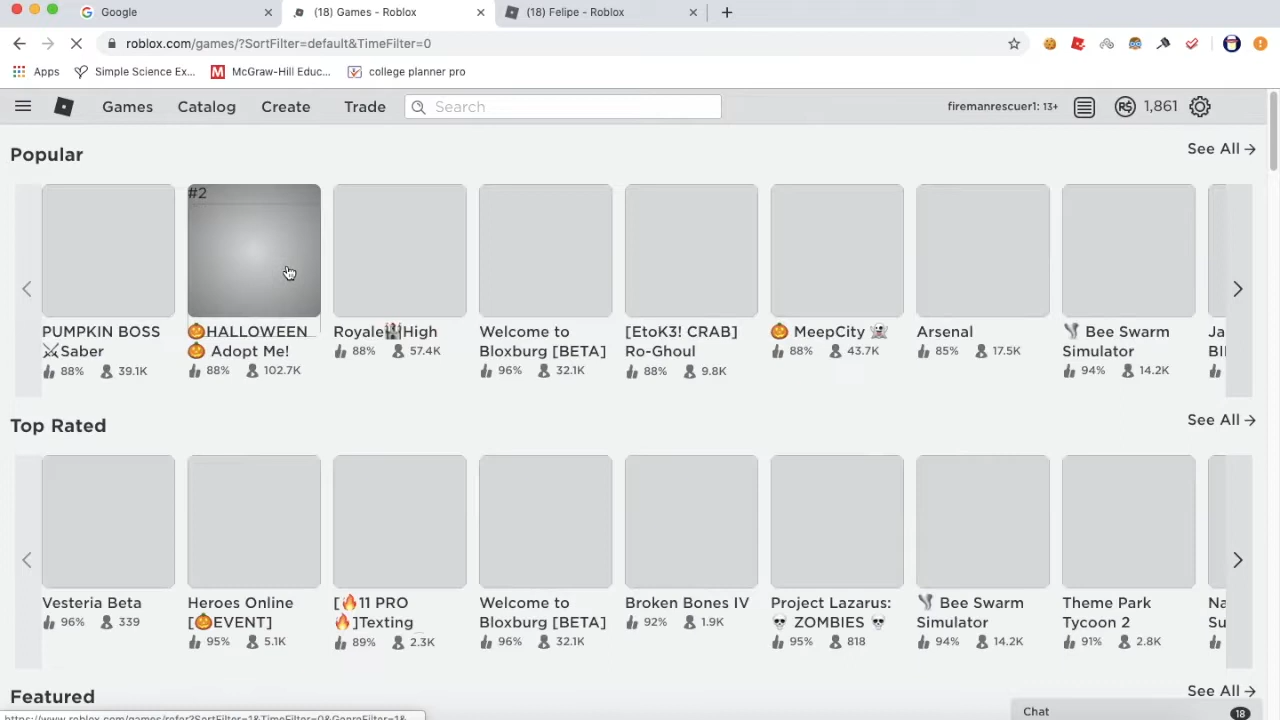 Google
(18) Games - Roblox
(18) Felipe - Roblox
roblox.com/games/?SortFilter=default&TimeFilter=0
Apps
Simple Science Ex...
McGraw-Hill Educ...
college planner pro
Games
Catalog
Create
Trade
Search
firemanrescuer1: 13+
1,861
Popular
See All →
#2
PUMPKIN BOSS
⚔Saber
88% 39.1K
🎃HALLOWEEN
🎃 Adopt Me!
88% 102.7K
Royale🏰High
88% 57.4K
Welcome to
Bloxburg [BETA]
96% 32.1K
[EtoK3! CRAB]
Ro-Ghoul
88% 9.8K
🎃 MeepCity 👻
88% 43.7K
Arsenal
85% 17.5K
Bee Swarm
Simulator
94% 14.2K
Ja
Top Rated
See All →
Vesteria Beta
96% 339
Heroes Online
[🎃EVENT]
95% 5.1K
[🔥11 PRO
🔥]Texting
89% 2.3K
Welcome to
Bloxburg [BETA]
96% 32.1K
Broken Bones IV
92% 1.9K
Project Lazarus:
💀 ZOMBIES 💀
95% 818
Bee Swarm
Simulator
94% 14.2K
Theme Park
Tycoon 2
91% 2.8K
Na
Su
Featured
See All →
Chat
18